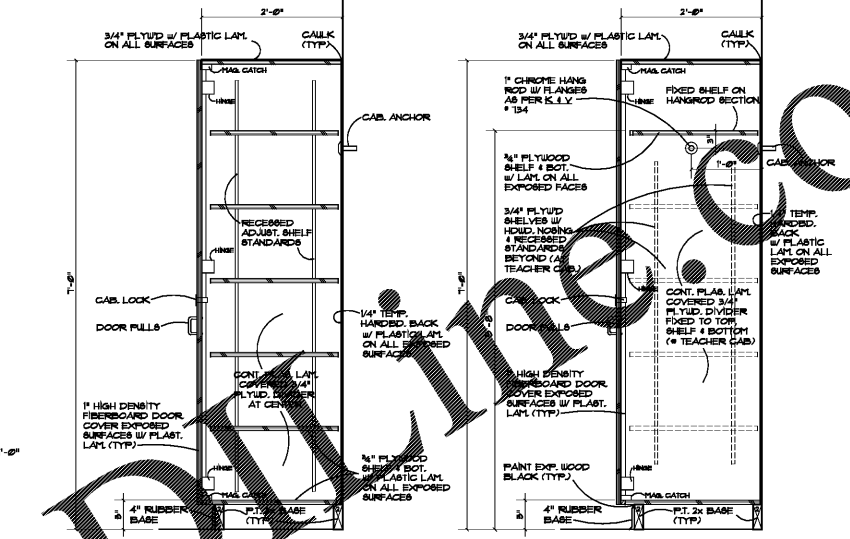 2'-0"
3/4" PLYWD w/ PLASTIC LAM.
ON ALL SURFACES
CAULK
(TYP)
MAG. CATCH
HINGE
CAB. ANCHOR
RECESSED
ADJUST. SHELF
STANDARDS
HINGE
7'-0"
CAB. LOCK
DOOR PULLS
1/4" TEMP.
HARDBD. BACK
W/ PLASTIC LAM.
ON ALL EXPOSED
SURFACES
CONT. PLAS. LAM.
COVERED 3/4"
PLYWD. DIVIDER
AT CENTER
1" HIGH DENSITY
FIBERBOARD DOOR.
COVER EXPOSED
SURFACES W/ PLAST.
LAM. (TYP.)
1'-0"
HINGE
MAG. CATCH
3/4" PLYWOOD
SHELF & BOT.
W/ PLASTIC LAM.
ON ALL EXPOSED
SURFACES
4" RUBBER
BASE
P.T. 2x BASE
(TYP)
2'-0"
3/4" PLYWD w/ PLASTIC LAM.
ON ALL SURFACES
CAULK
(TYP)
MAG. CATCH
HINGE
1" CHROME HANG
ROD W/ FLANGES
AS PER K & V
# 734
FIXED SHELF ON
HANGROD SECTION
3"
1'-0"
CAB. ANCHOR
3/4" PLYWOOD
SHELF & BOT.
w/ LAM. ON ALL
EXPOSED FACES
3/4" PLYWD
SHELVES W/
HDWD. NOSING
& RECESSED
STANDARDS
BEYOND (AT
TEACHER CAB.)
1/4" TEMP.
HARDBD.
BACK
W/ PLASTIC
LAM. ON ALL
EXPOSED
SURFACES
7'-0"
HINGE
CAB. LOCK
DOOR PULLS
CONT. PLAS. LAM.
COVERED 3/4"
PLYWD. DIVIDER
FIXED TO TOP,
SHELF & BOTTOM
(@ TEACHER CAB.)
1" HIGH DENSITY
FIBERBOARD DOOR.
COVER EXPOSED
SURFACES W/ PLAST.
LAM. (TYP.)
PAINT EXP. WOOD
BLACK (TYP.)
HINGE
MAG. CATCH
4" RUBBER
BASE
P.T. 2x BASE
(TYP)
DLine.co